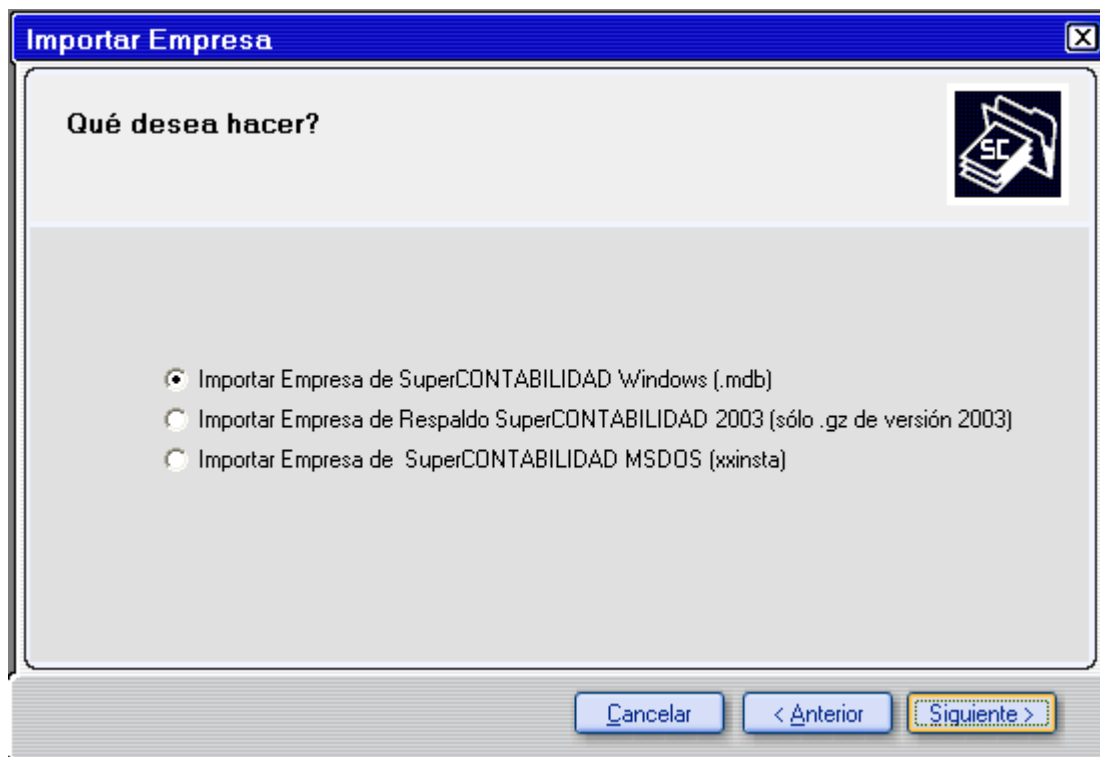 Importar Empresa
Qué desea hacer?
SC
Importar Empresa de SuperCONTABILIDAD Windows (.mdb)
Importar Empresa de Respaldo SuperCONTABILIDAD 2003 (sólo .gz de versión 2003)
Importar Empresa de SuperCONTABILIDAD MSDOS (xxinsta)
Cancelar < Anterior Siguiente >